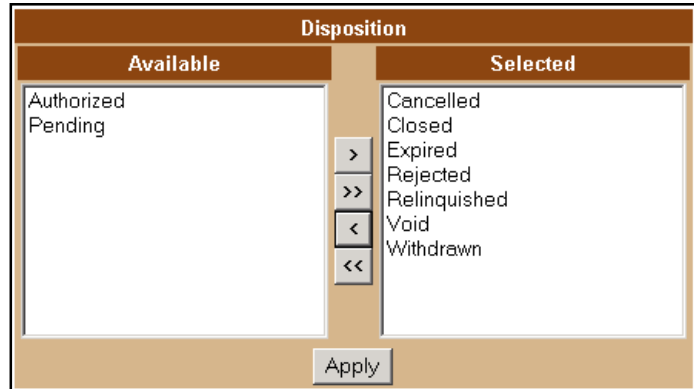 Disposition
Available
Selected
Authorized
Pending
>
>>
<
<<
Cancelled
Closed
Expired
Rejected
Relinquished
Void
Withdrawn
Apply